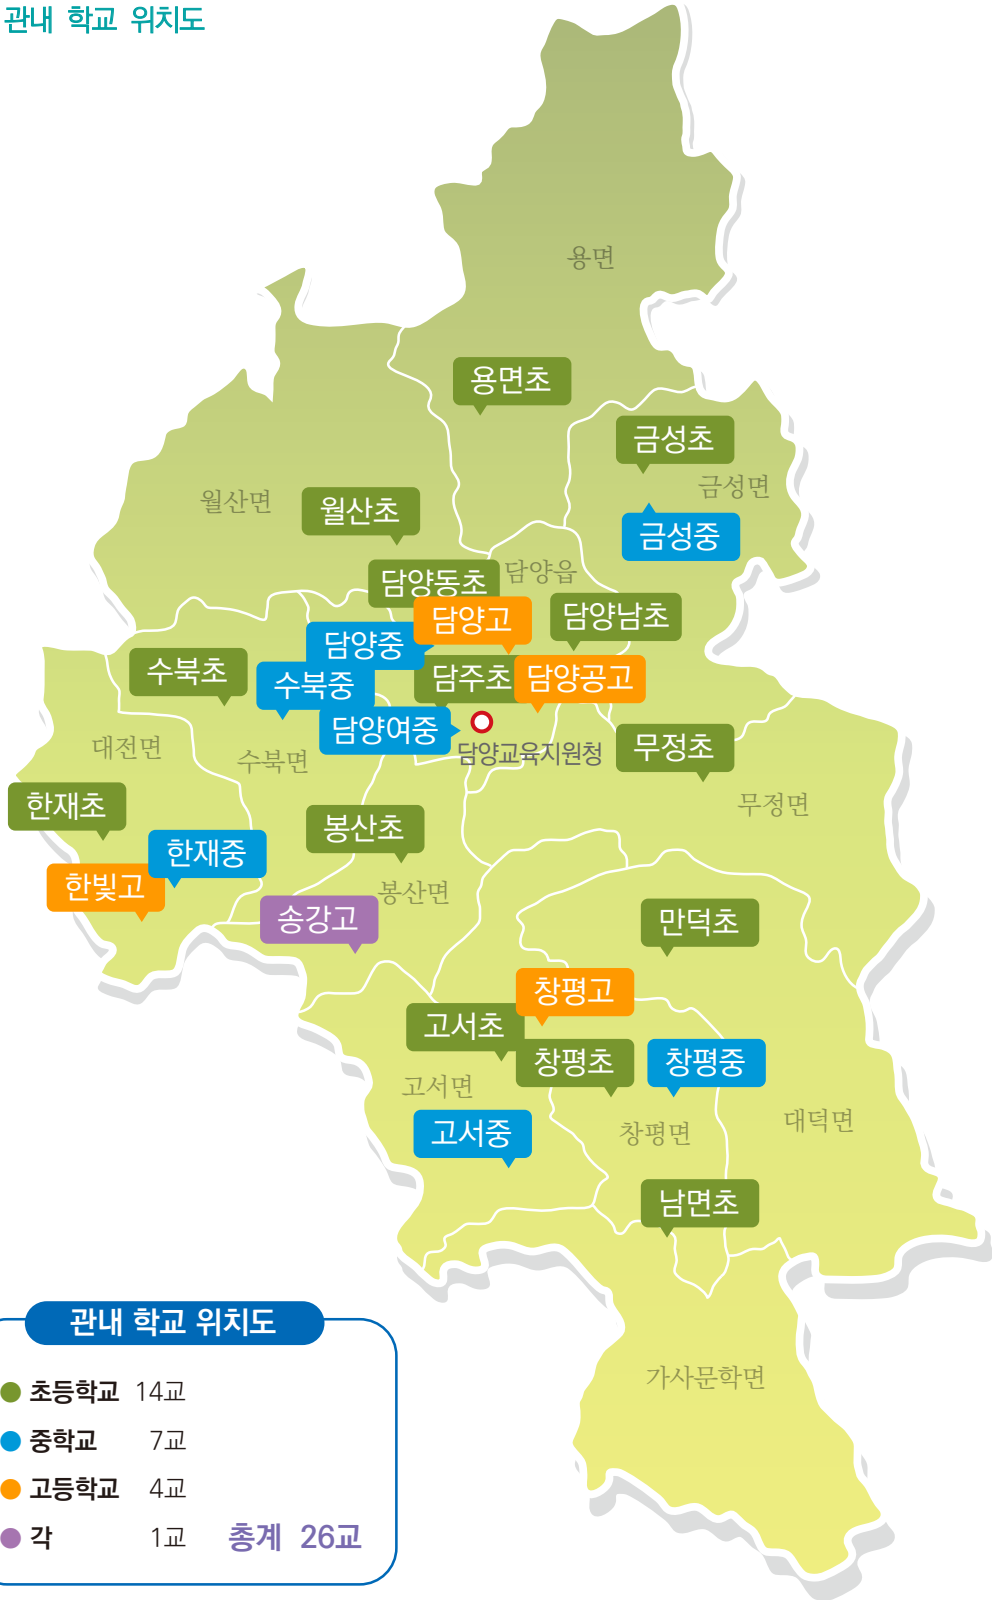 관내 학교 위치도
용면
용면초
금성초
금성면
월산면
월산초
금성중
담양읍
담양동초
담양고
담양남초
담양중
수북초
수북중
담주초
담양공고
담양여중
담양교육지원청
무정초
대전면
수북면
무정면
한재초
봉산초
한재중
한빛고
봉산면
송강고
만덕초
창평고
고서초
창평초
창평중
고서면
고서중
창평면
대덕면
남면초
가사문학면
관내 학교 위치도
초등학교 14교
중학교 7교
고등학교 4교
각 1교 총계 26교